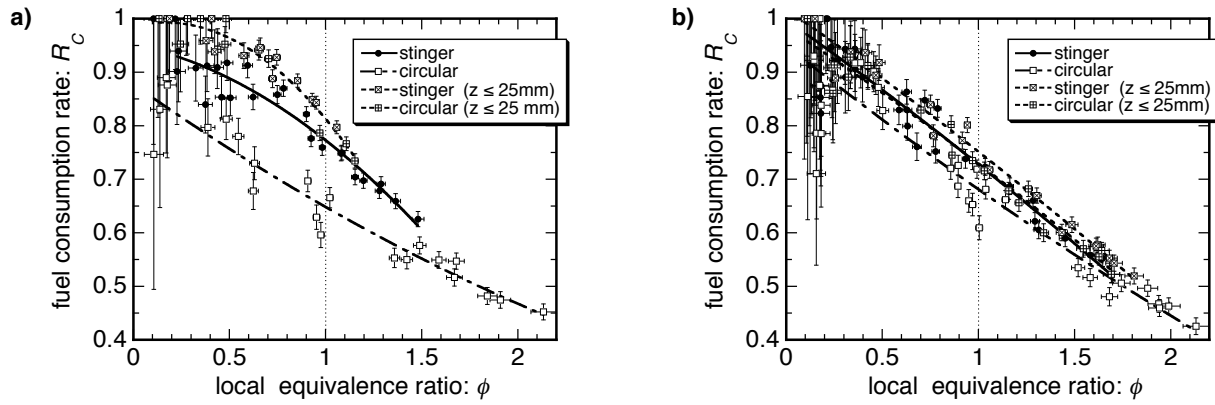 a)
fuel consumption rate: R_C
1
0.9
0.8
0.7
0.6
0.5
0.4
0
0.5
1
1.5
2
local equivalence ratio: ϕ
stinger
circular
stinger (z ≤ 25mm)
circular (z ≤ 25 mm)
b)
fuel consumption rate: R_C
1
0.9
0.8
0.7
0.6
0.5
0.4
0
0.5
1
1.5
2
local equivalence ratio: ϕ
stinger
circular
stinger (z ≤ 25mm)
circular (z ≤ 25mm)